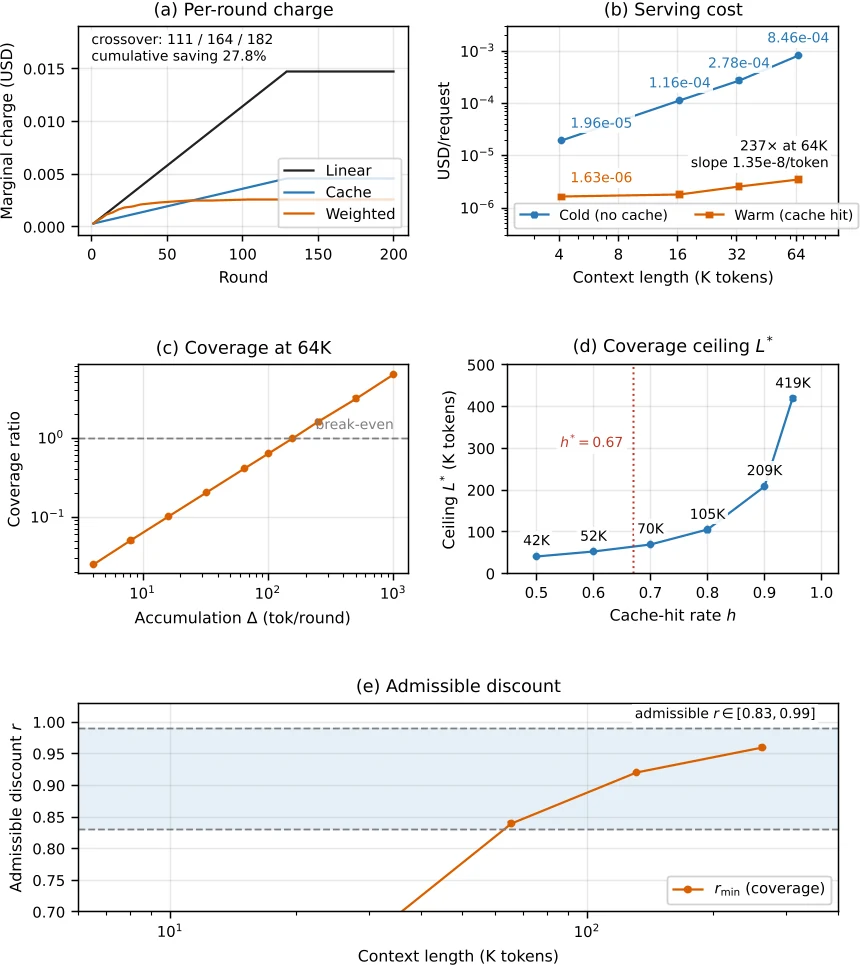 (a) Per-round charge
crossover: 111 / 164 / 182
cumulative saving 27.8%
Marginal charge (USD)
0.015
0.010
0.005
0.000
Linear
Cache
Weighted
0 50 100 150 200
Round
(b) Serving cost
USD/request
10⁻³
10⁻⁴
10⁻⁵
10⁻⁶
8.46e-04
2.78e-04
1.16e-04
1.96e-05
237× at 64K
slope 1.35e-8/token
1.63e-06
Cold (no cache) Warm (cache hit)
4 8 16 32 64
Context length (K tokens)
(c) Coverage at 64K
Coverage ratio
10⁰
10⁻¹
break-even
10¹ 10² 10³
Accumulation Δ (tok/round)
(d) Coverage ceiling L*
Ceiling L* (K tokens)
500
400
300
200
100
0
419K
h* = 0.67
209K
105K
70K
52K
42K
0.5 0.6 0.7 0.8 0.9 1.0
Cache-hit rate h
(e) Admissible discount
Admissible discount r
admissible r ∈ [0.83, 0.99]
1.00
0.95
0.90
0.85
0.80
0.75
0.70
r_min (coverage)
10¹ 10²
Context length (K tokens)